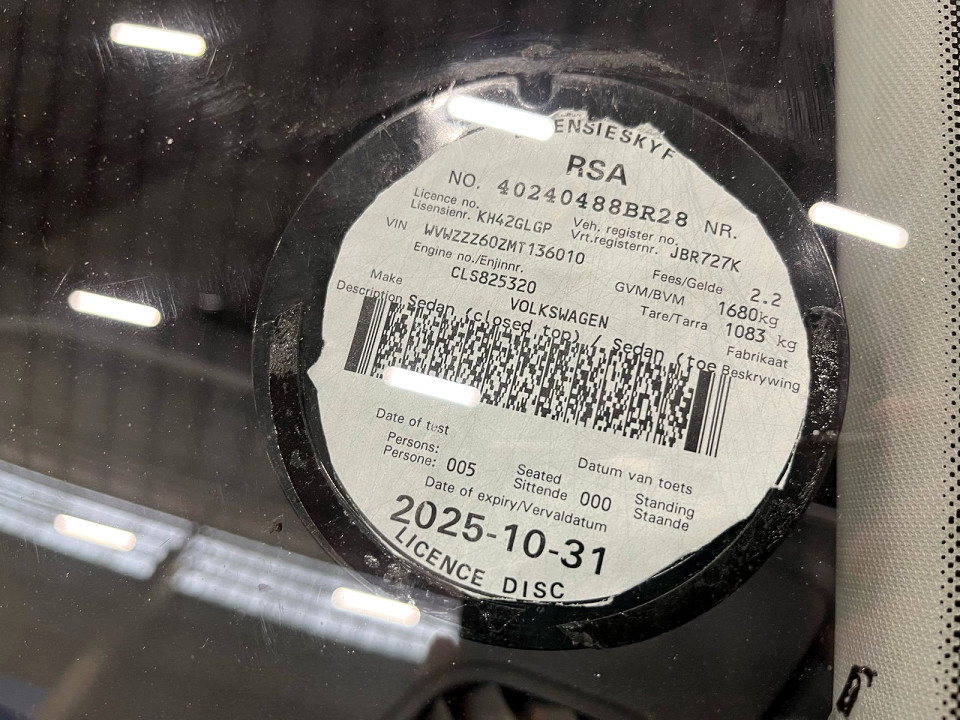 ENSIESKYF
RSA
NO. 40240488BR28 NR.
Licence no. Lisensienr. KH42GLGP Veh. register no. Vrt.registernr. JBR727K
VIN WVWZZZ60ZMT136010 Fees/Gelde 2.2
Engine no./Enjinnr. CLS825320 GVM/BVM 1680kg
Tare/Tarra 1083 kg
Make VOLKSWAGEN Fabrikaat
Description Sedan (closed top) / Sedan (toe Beskrywing
Date of test Datum van toets
Persons: Persone: 005 Seated Sittende 000 Standing Staande
Date of expiry/Vervaldatum
2025-10-31
LICENCE DISC